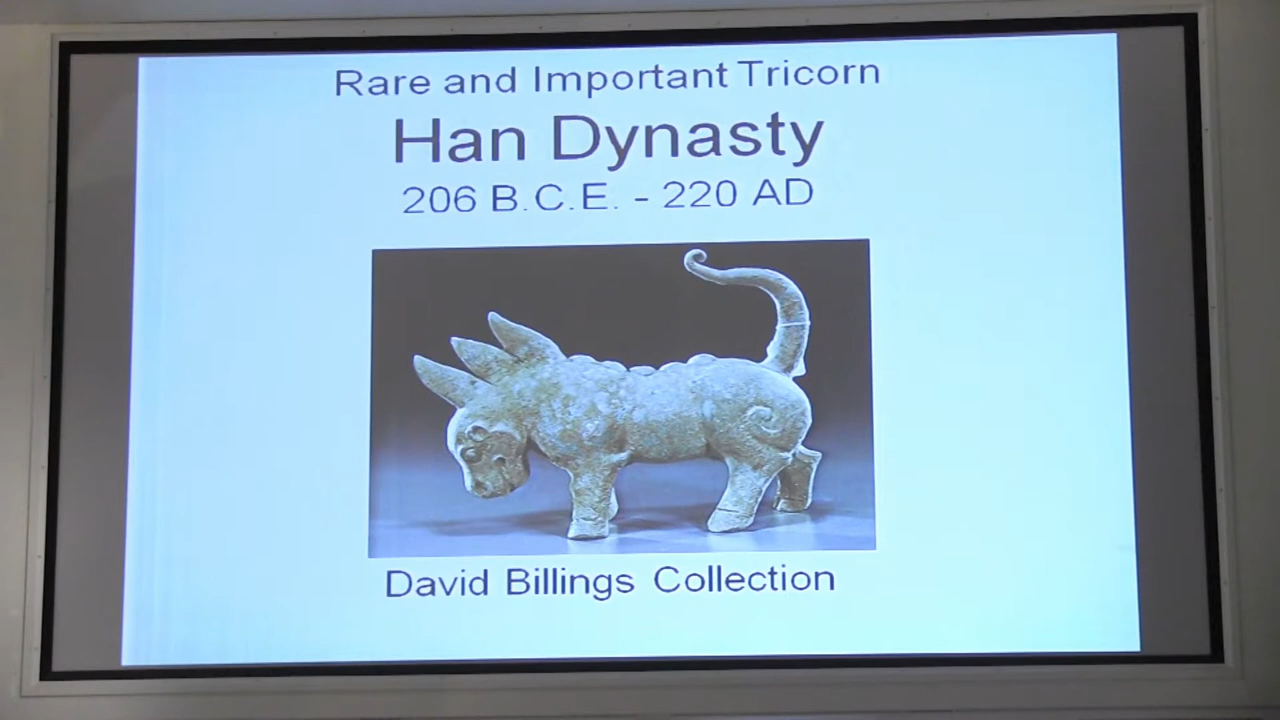 Rare and Important Tricorn
Han Dynasty
206 B.C.E. - 220 AD
David Billings Collection